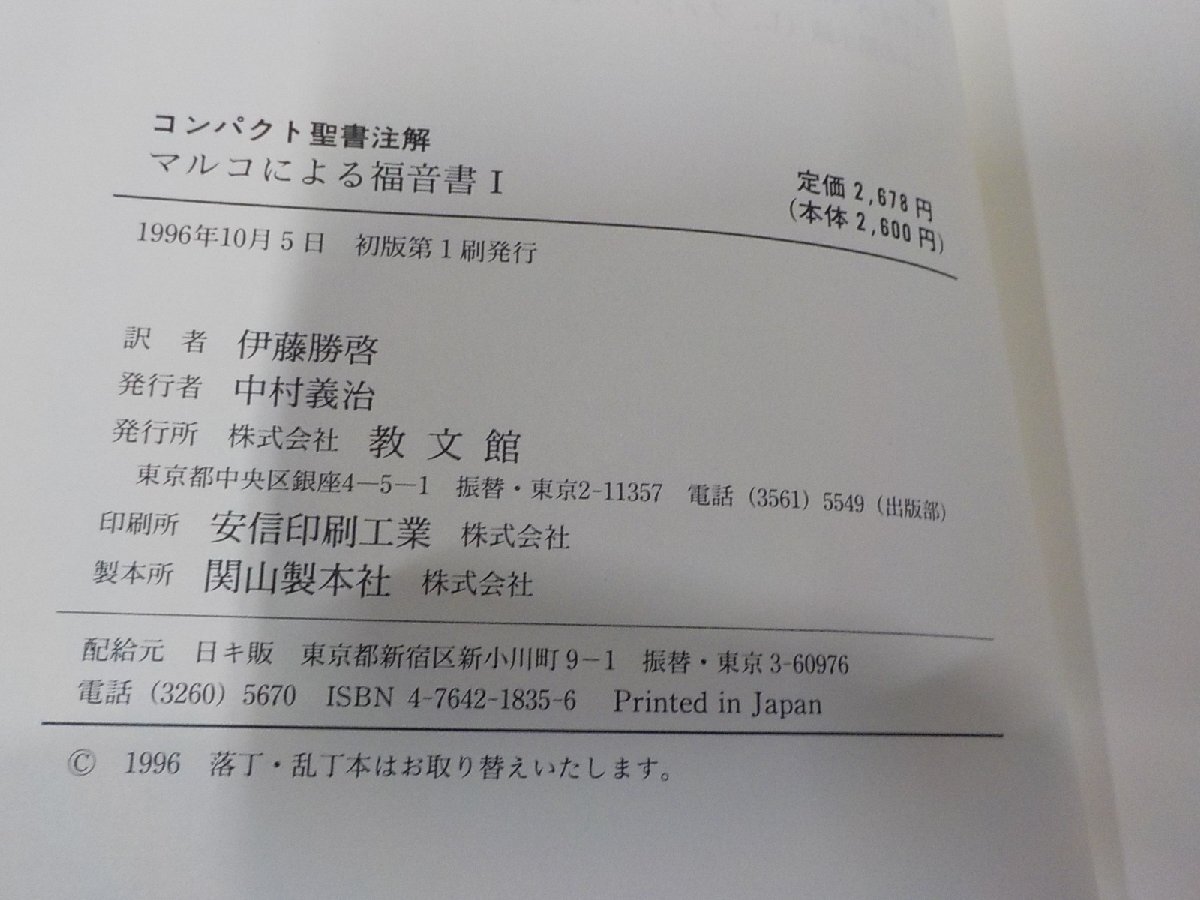 コンパクト聖書注解
マルコによる福音書 I
定価 2,678 円
(本体 2,600 円)
1996年10月5日 初版第1刷発行
訳 者 伊藤勝啓
発行者 中村義治
発行所 株式会社 教文館
東京都中央区銀座4―5―1 振替・東京2-11357 電話 (3561) 5549 (出版部)
印刷所 安信印刷工業 株式会社
製本所 関山製本社 株式会社
配給元 日キ販 東京都新宿区新小川町9－1 振替・東京3-60976
電話 (3260) 5670 ISBN 4-7642-1835-6 Printed in Japan
© 1996 落丁・乱丁本はお取り替えいたします。